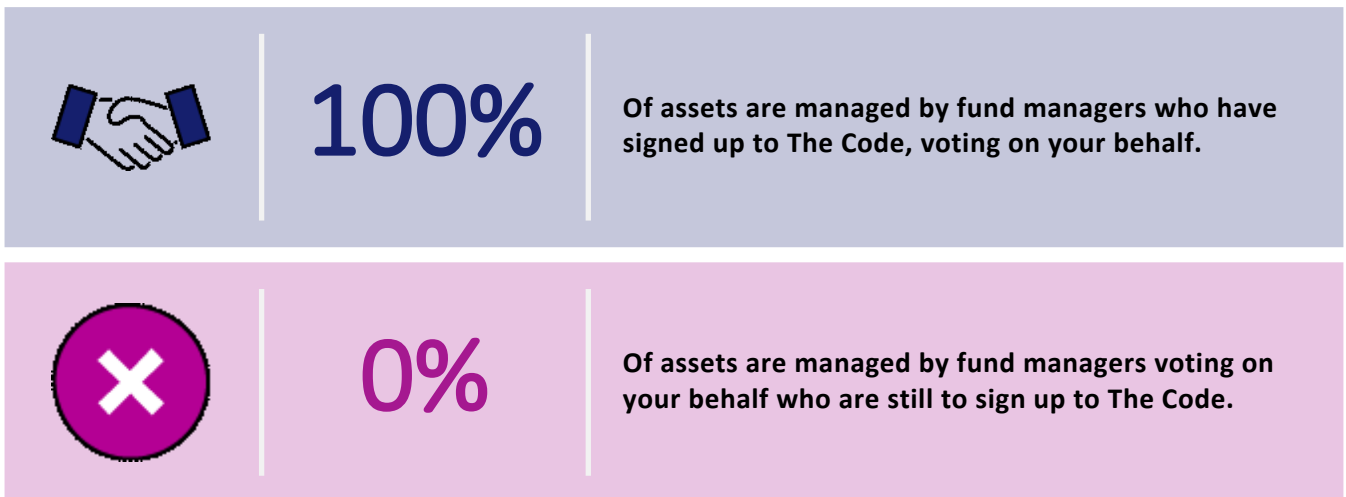 100%
Of assets are managed by fund managers who have
signed up to The Code, voting on your behalf.
0%
Of assets are managed by fund managers voting on
your behalf who are still to sign up to The Code.